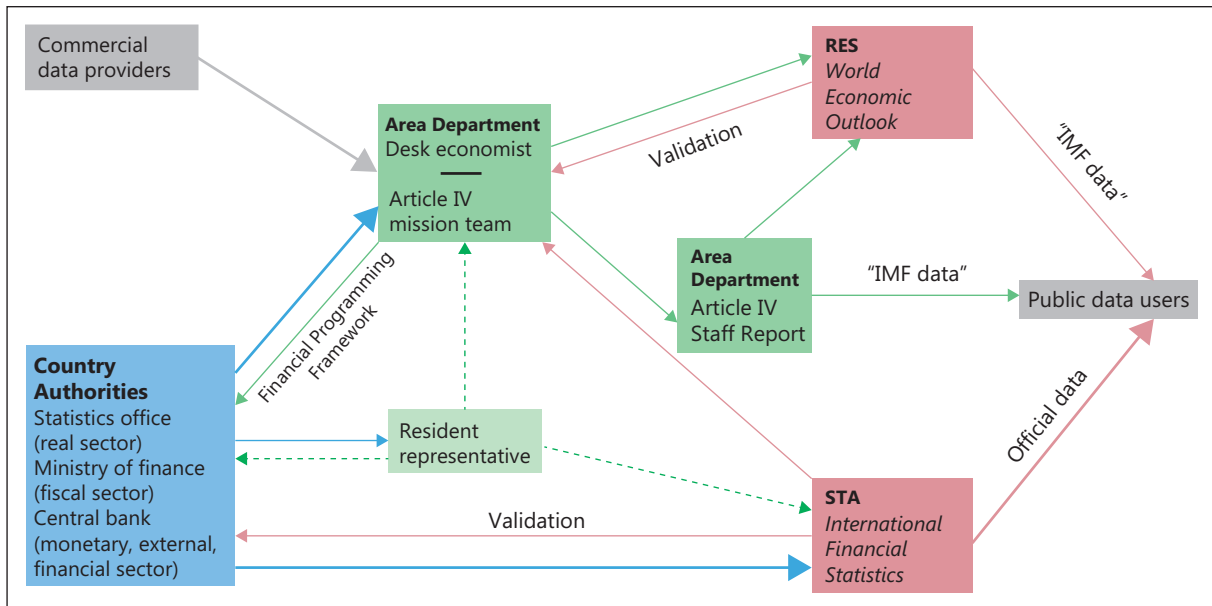 Commercial
data providers
Area Department
Desk economist
Article IV
mission team
RES
World
Economic
Outlook
Validation
"IMF data"
Area
Department
Article IV
Staff Report
"IMF data"
Public data users
Financial Programming
Framework
Country
Authorities
Statistics office
(real sector)
Ministry of finance
(fiscal sector)
Central bank
(monetary, external,
financial sector)
Resident
representative
Validation
STA
International
Financial
Statistics
Official data